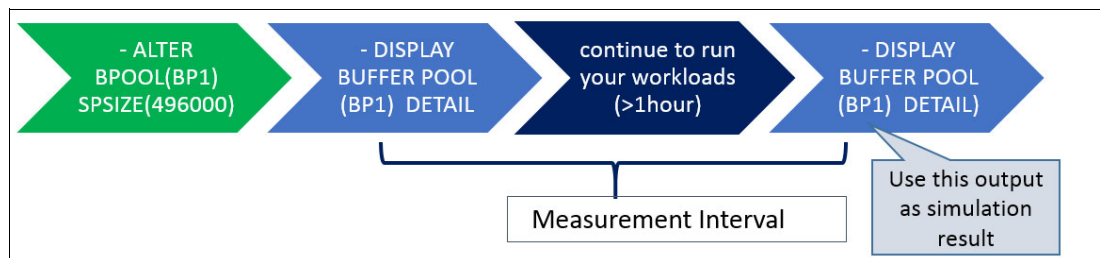 - ALTER
BPOOL(BP1)
SPSIZE(496000)
- DISPLAY
BUFFER POOL
(BP1) DETAIL
continue to run
your workloads
(>1hour)
- DISPLAY
BUFFER POOL
(BP1) DETAIL)
Measurement Interval
Use this output
as simulation
result